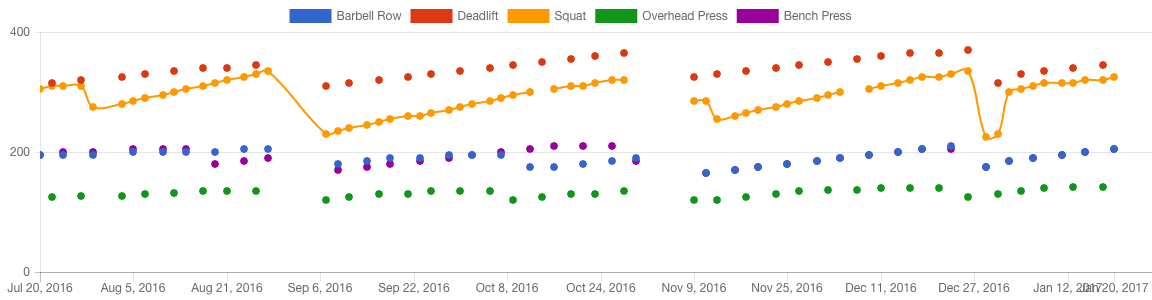 Barbell Row Deadlift Squat Overhead Press Bench Press
400
200
0
Jul 20, 2016 Aug 5, 2016 Aug 21, 2016 Sep 6, 2016 Sep 22, 2016 Oct 8, 2016 Oct 24, 2016 Nov 9, 2016 Nov 25, 2016 Dec 11, 2016 Dec 27, 2016 Jan 12, 2017 Jan 20, 2017